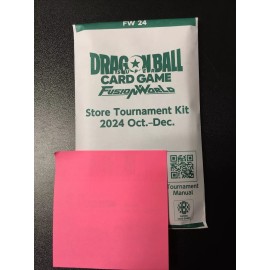 FW 24
DRAGON BALL
CARD GAME
FUSION WORLD
Store Tournament Kit
2024 Oct.-Dec.
Tournament
Manual